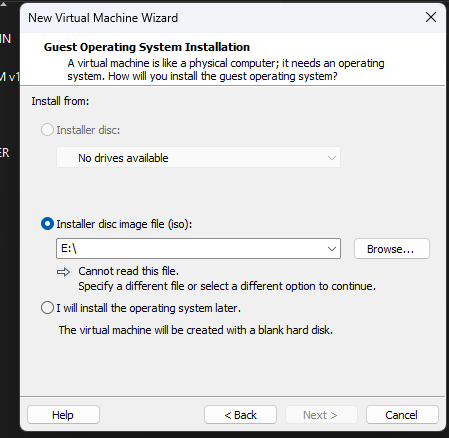 New Virtual Machine Wizard
Guest Operating System Installation
A virtual machine is like a physical computer; it needs an operating
system. How will you install the guest operating system?
IN
M v1
ER
Install from:
Installer disc:
No drives available
Installer disc image file (iso):
E:\
Browse...
Cannot read this file.
Specify a different file or select a different option to continue.
I will install the operating system later.
The virtual machine will be created with a blank hard disk.
Help
< Back
Next >
Cancel